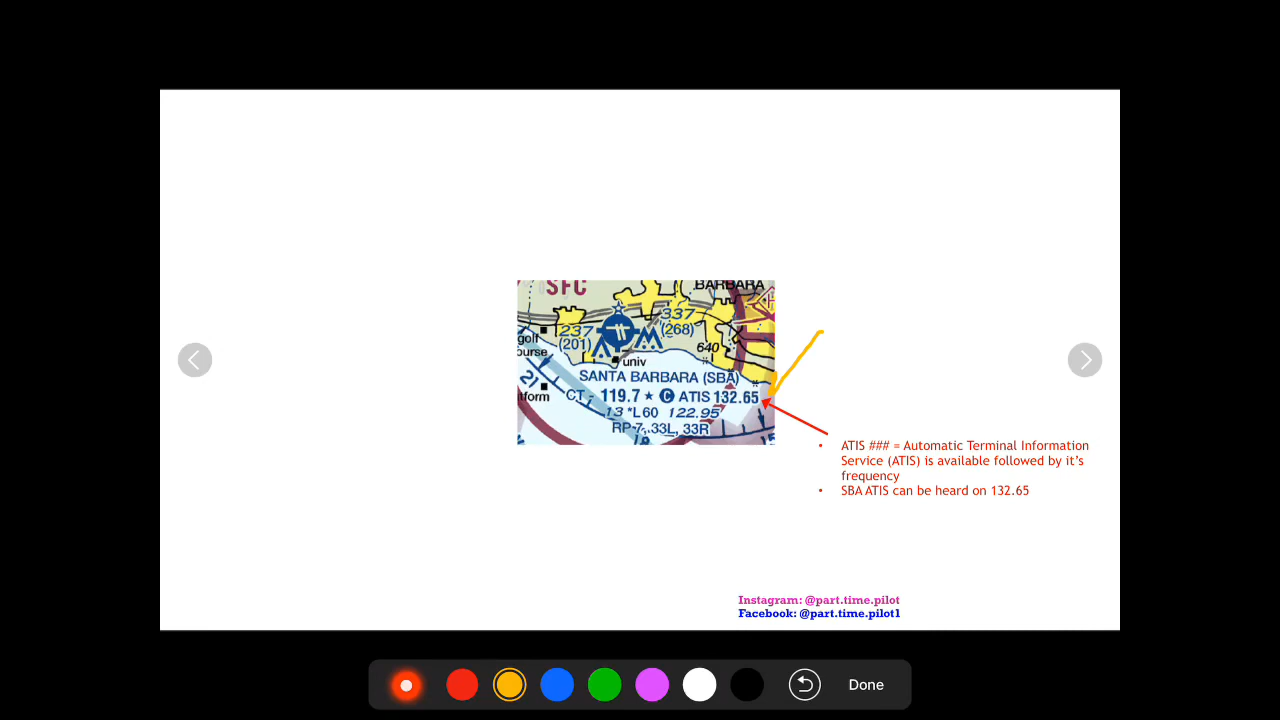 SFC
BARBARA
337
(268)
237
(201)
golf
ourse
640
univ
SANTA BARBARA (SBA)
21
tform
CT - 119.7 ★ C ATIS 132.65
13 *L60 122.95
RP 7, 33L, 33R
• ATIS ### = Automatic Terminal Information
Service (ATIS) is available followed by it's
frequency
• SBA ATIS can be heard on 132.65
Instagram: @part.time.pilot
Facebook: @part.time.pilot1
Done